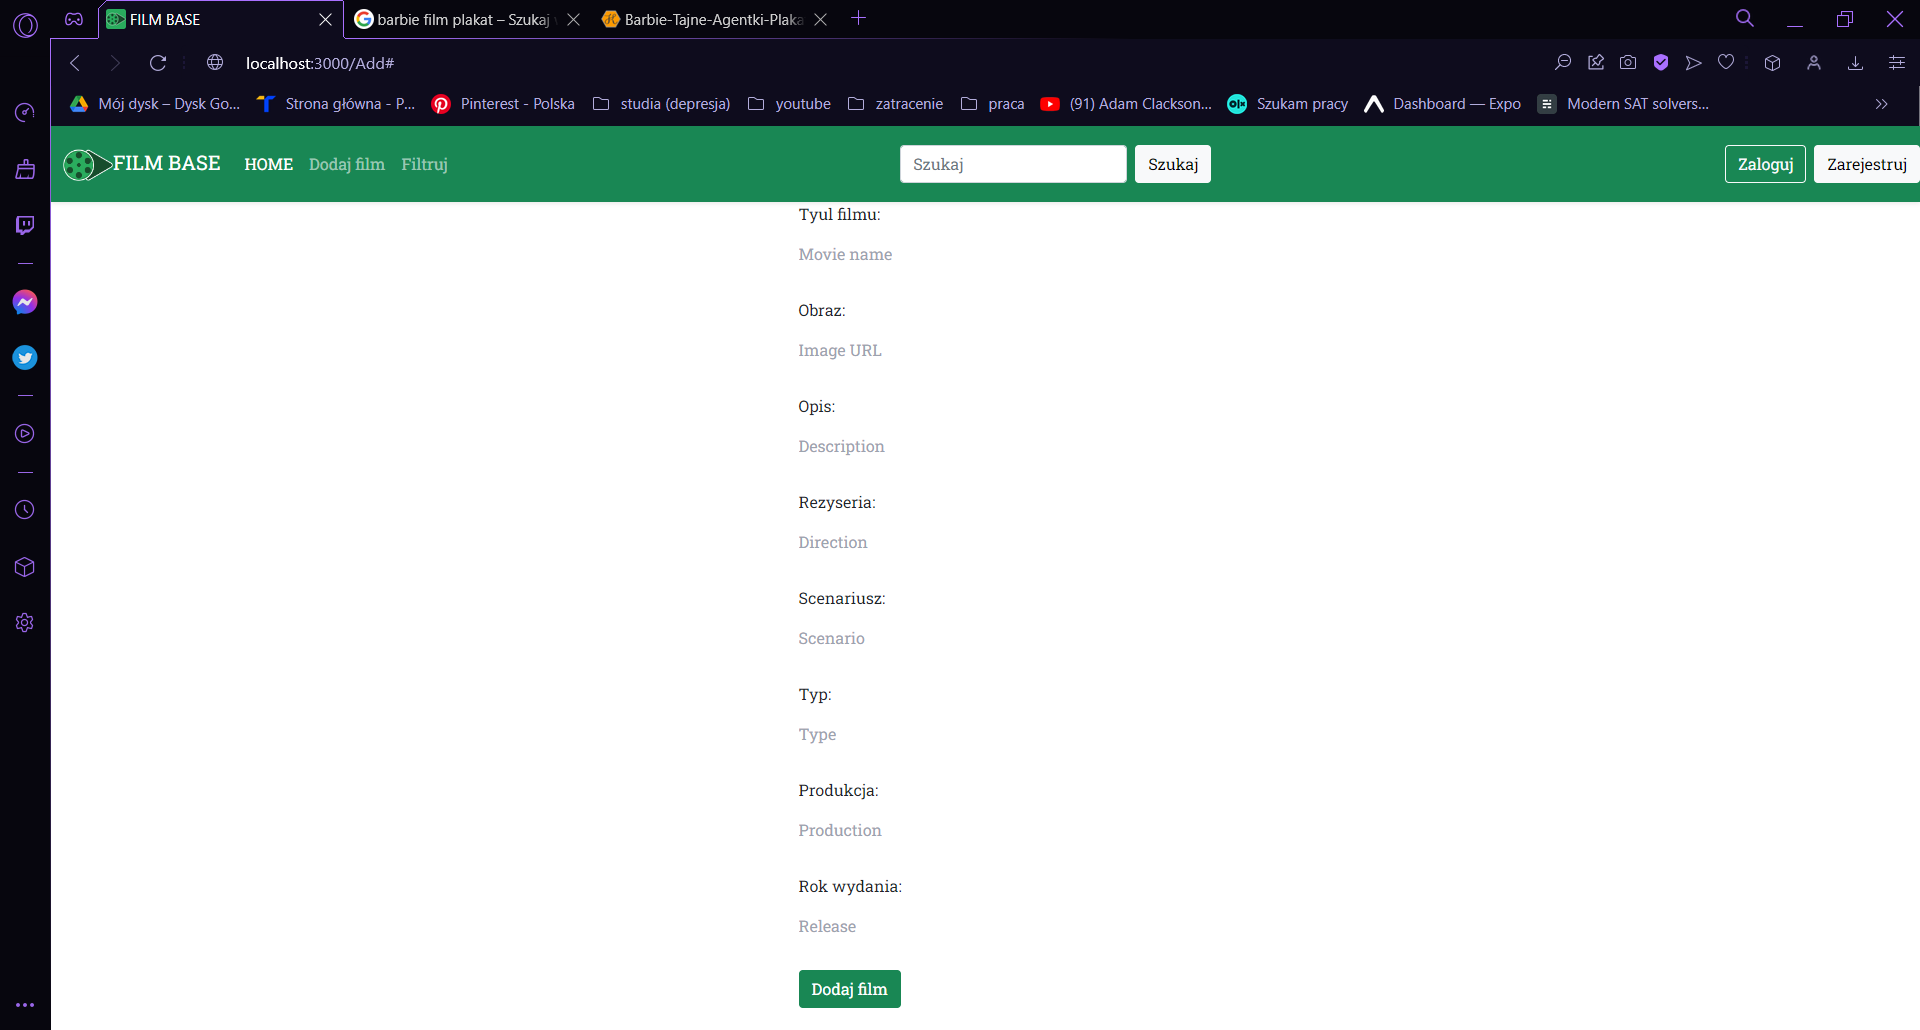 FILM BASE
barbie film plakat – Szukaj
Barbie-Tajne-Agentki-Plaka
localhost:3000/Add#
Mój dysk – Dysk Go...
Strona główna - P...
Pinterest - Polska
studia (depresja)
youtube
zatracenie
praca
(91) Adam Clackson...
Szukam pracy
Dashboard — Expo
Modern SAT solvers...
FILM BASE
HOME
Dodaj film
Filtruj
Szukaj
Szukaj
Zaloguj
Zarejestruj
Tyul filmu:
Movie name
Obraz:
Image URL
Opis:
Description
Rezyseria:
Direction
Scenariusz:
Scenario
Typ:
Type
Produkcja:
Production
Rok wydania:
Release
Dodaj film